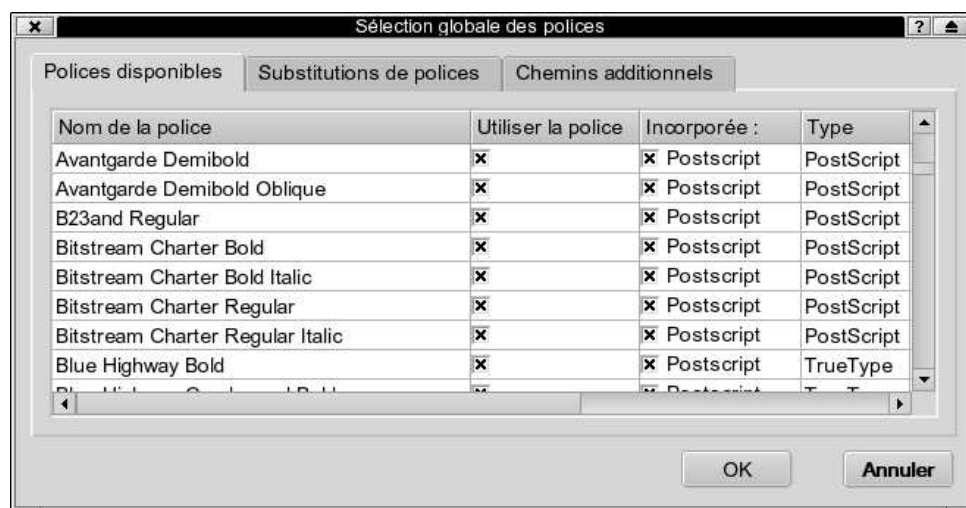 Sélection globale des polices ?
Polices disponibles Substitutions de polices Chemins additionnels
Nom de la police Utiliser la police Incorporée : Type
Avantgarde Demibold Postscript PostScript
Avantgarde Demibold Oblique Postscript PostScript
B23and Regular Postscript PostScript
Bitstream Charter Bold Postscript PostScript
Bitstream Charter Bold Italic Postscript PostScript
Bitstream Charter Regular Postscript PostScript
Bitstream Charter Regular Italic Postscript PostScript
Blue Highway Bold Postscript TrueType
OK Annuler